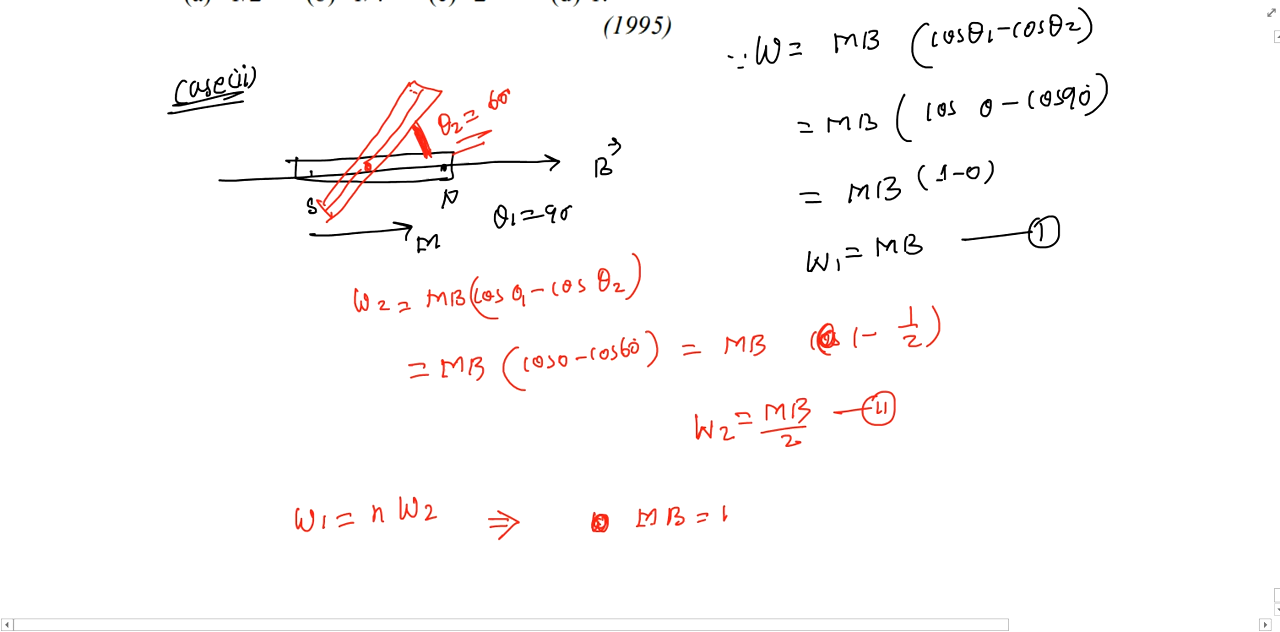 (1995)
Case(ii)
θ₂ = 60°
B⃗
S
N
θ₁ = 90°
M
∵ W = MB (cosθ₁ - cosθ₂)
= MB ( cos 0 - cos90°)
= MB (1-0)
W₁ = MB — I
W₂ = MB(cos θ₁ - cos θ₂)
= MB (cos0 - cos60°) = MB ( 1 - 1/2 )
W₂ = MB/2 — II
W₁ = n W₂ ⇒ MB =